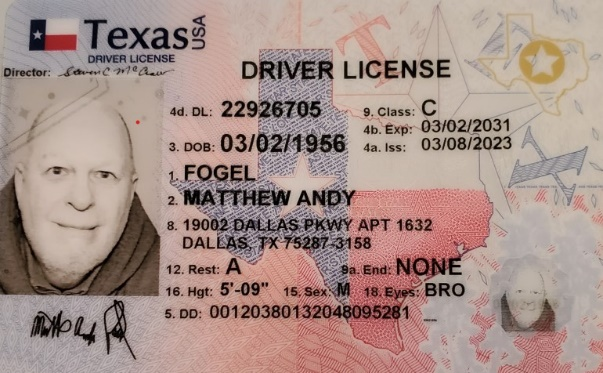 Texas USA
DRIVER LICENSE
Director: Steven C McCraw
DRIVER LICENSE
4d. DL: 22926705 9. Class: C
4b. Exp: 03/02/2031
3. DOB: 03/02/1956 4a. Iss: 03/08/2023
1. FOGEL
2. MATTHEW ANDY
8. 19002 DALLAS PKWY APT 1632
DALLAS, TX 75287-3158
12. Rest: A 9a. End: NONE
16. Hgt: 5'-09" 15. Sex: M 18. Eyes: BRO
5. DD: 00120380132048095281